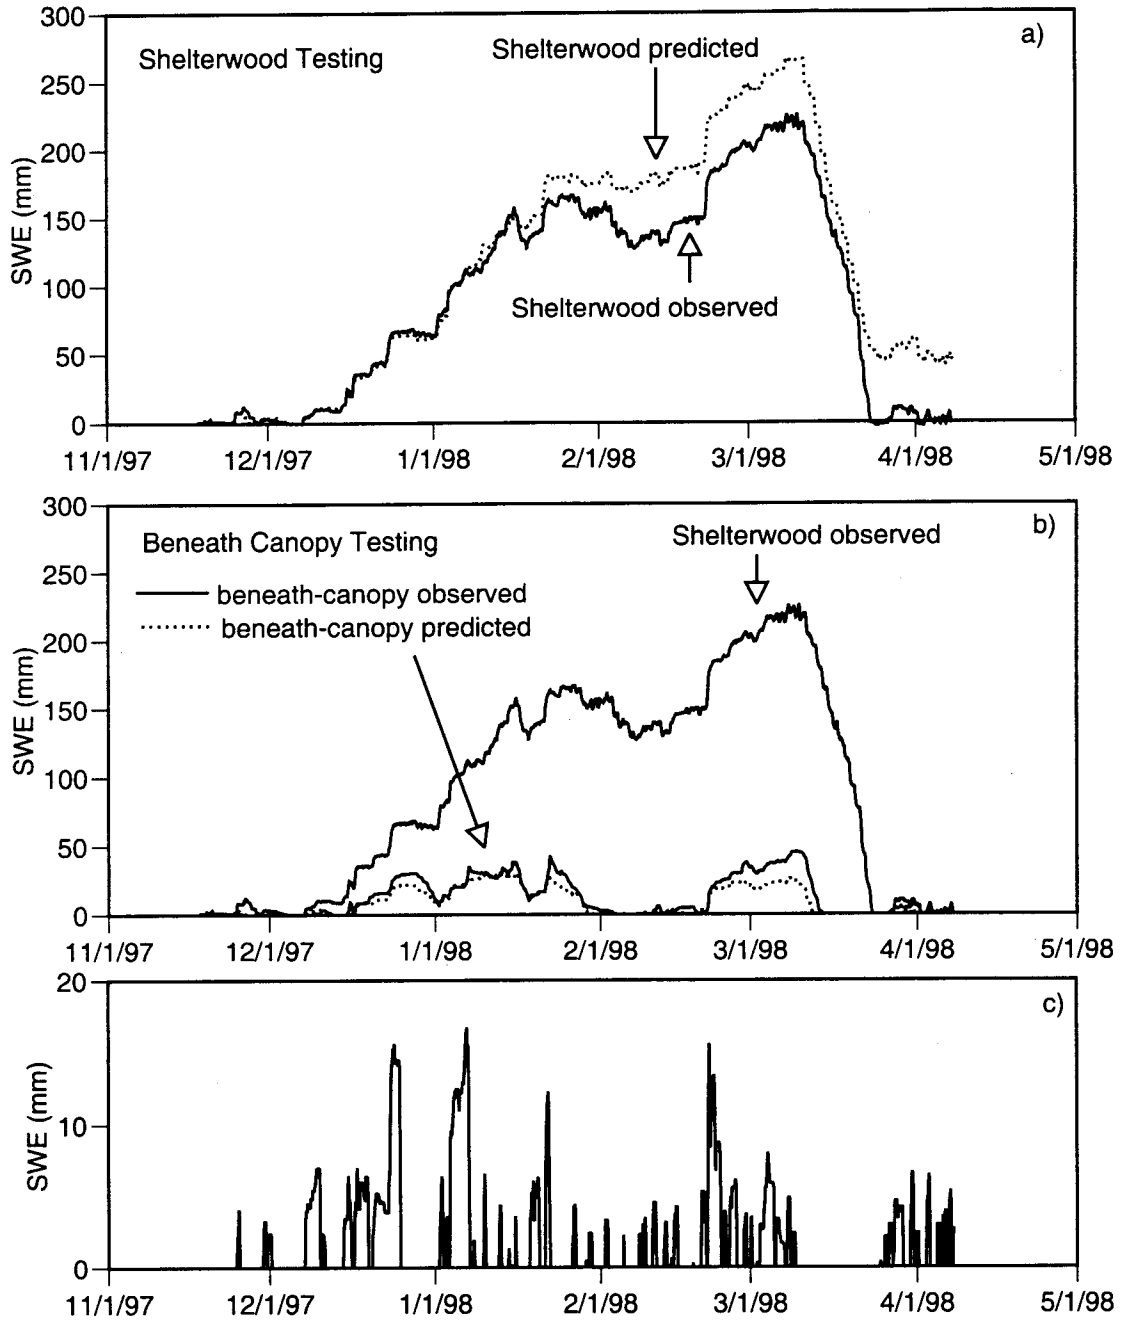 300
a)
Shelterwood Testing
Shelterwood predicted
250
200
150
100
50
0
SWE (mm)
Shelterwood observed
11/1/97 12/1/97 1/1/98 2/1/98 3/1/98 4/1/98 5/1/98
300
b)
Beneath Canopy Testing
Shelterwood observed
250
beneath-canopy observed
beneath-canopy predicted
200
150
100
50
0
SWE (mm)
11/1/97 12/1/97 1/1/98 2/1/98 3/1/98 4/1/98 5/1/98
20
c)
10
0
SWE (mm)
11/1/97 12/1/97 1/1/98 2/1/98 3/1/98 4/1/98 5/1/98